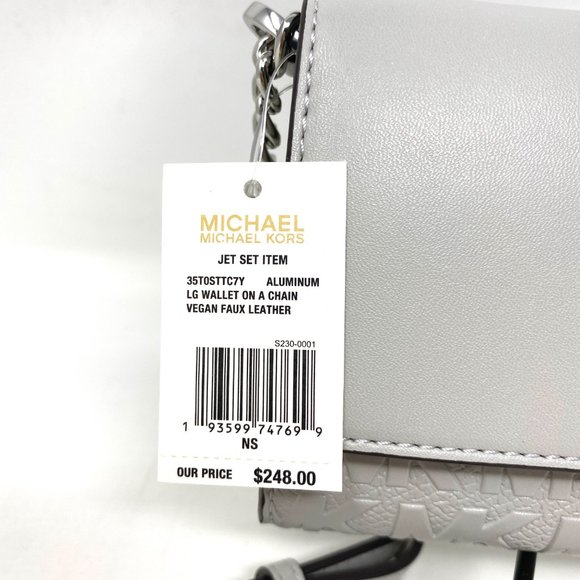 MICHAEL
MICHAEL KORS
JET SET ITEM
35T0STTC7Y ALUMINUM
LG WALLET ON A CHAIN
VEGAN FAUX LEATHER
S230-0001
1 93599 74769 9
NS
OUR PRICE $248.00